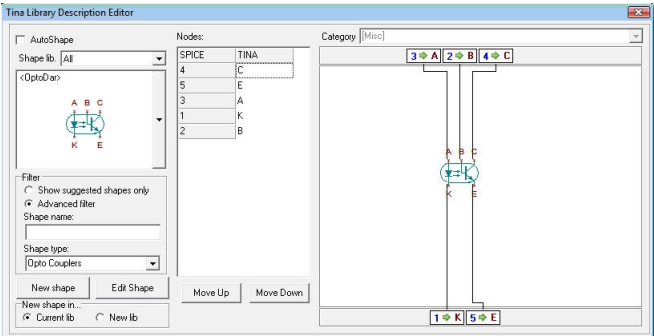 Tina Library Description Editor
AutoShape
Shape lib. All
<OptoDar>
A B C
K E
Filter
Show suggested shapes only
Advanced filter
Shape name:
Shape type:
Opto Couplers
New shape Edit Shape
New shape in...
Current lib New lib
Nodes:
SPICE TINA
4 C
5 E
3 A
1 K
2 B
Move Up Move Down
Category [Misc]
3 A 2 B 4 C
A B C
K E
1 K 5 E